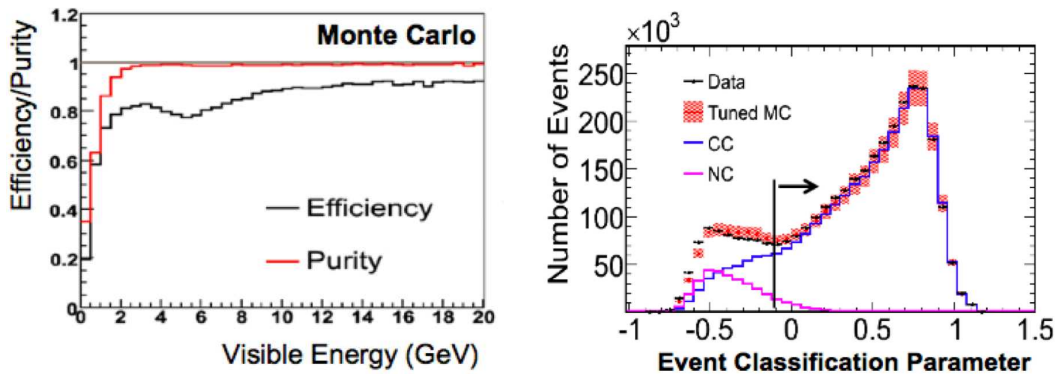 Monte Carlo
Efficiency/Purity
1.2
1
0.8
0.6
0.4
0.2
0
Efficiency
Purity
0 2 4 6 8 10 12 14 16 18 20
Visible Energy (GeV)
×10³
Number of Events
250
200
150
100
50
Data
Tuned MC
CC
NC
-1 -0.5 0 0.5 1 1.5
Event Classification Parameter